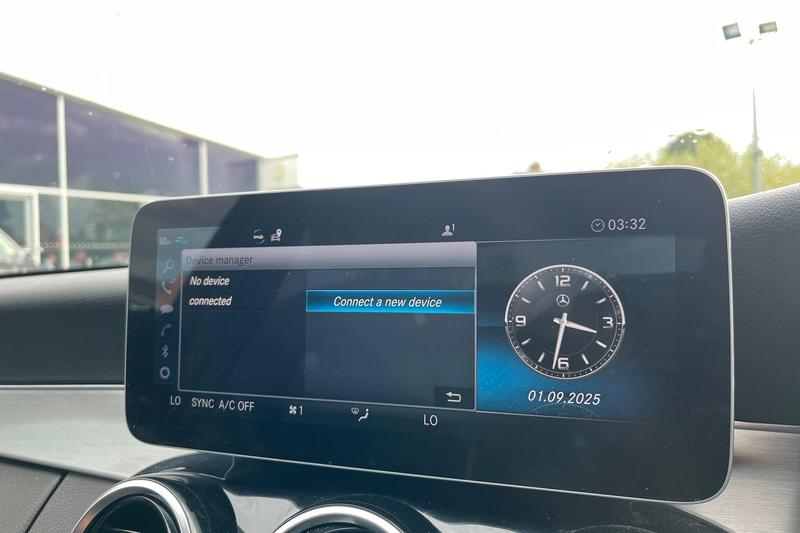 1
03:32
Device manager
No device
connected
Connect a new device
12
9
3
6
01.09.2025
LO
SYNC
A/C OFF
1
LO